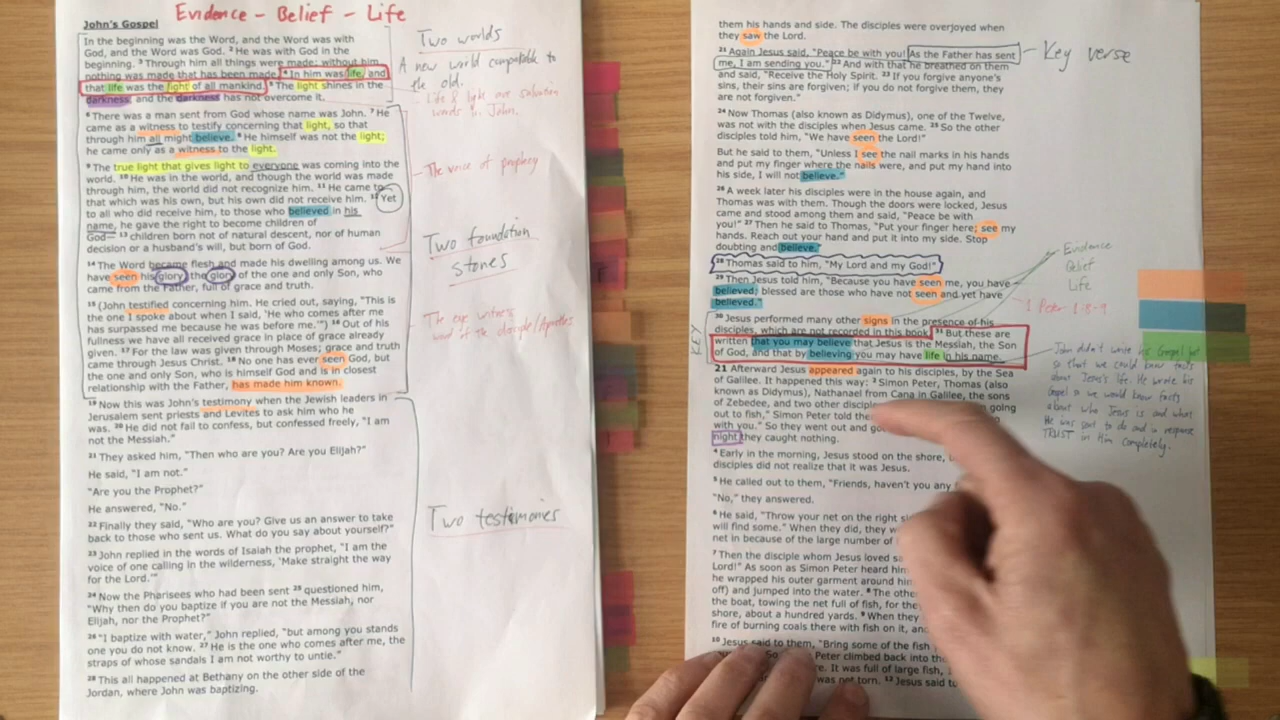 Evidence - Belief - Life
John's Gospel
In the beginning was the Word, and the Word was with
God, and the Word was God. ² He was with God in the
beginning. ³ Through him all things were made; without him
nothing was made that has been made. ⁴ In him was life, and
that life was the light of all mankind. ⁵ The light shines in the
darkness, and the darkness has not overcome it.
⁶ There was a man sent from God whose name was John. ⁷ He
came as a witness to testify concerning that light, so that
through him all might believe. ⁸ He himself was not the light;
he came only as a witness to the light.
⁹ The true light that gives light to everyone was coming into the
world. ¹⁰ He was in the world, and though the world was made
through him, the world did not recognize him. ¹¹ He came to
that which was his own, but his own did not receive him. ¹² Yet
to all who did receive him, to those who believed in his
name, he gave the right to become children of
God— ¹³ children born not of natural descent, nor of human
decision or a husband's will, but born of God.
¹⁴ The Word became flesh and made his dwelling among us. We
have seen his glory, the glory of the one and only Son, who
came from the Father, full of grace and truth.
¹⁵ (John testified concerning him. He cried out, saying, "This is
the one I spoke about when I said, 'He who comes after me
has surpassed me because he was before me.'") ¹⁶ Out of his
fullness we have all received grace in place of grace already
given. ¹⁷ For the law was given through Moses; grace and truth
came through Jesus Christ. ¹⁸ No one has ever seen God, but
the one and only Son, who is himself God and is in closest
relationship with the Father, has made him known.
¹⁹ Now this was John's testimony when the Jewish leaders in
Jerusalem sent priests and Levites to ask him who he
was. ²⁰ He did not fail to confess, but confessed freely, "I am
not the Messiah."
²¹ They asked him, "Then who are you? Are you Elijah?"
He said, "I am not."
"Are you the Prophet?"
He answered, "No."
²² Finally they said, "Who are you? Give us an answer to take
back to those who sent us. What do you say about yourself?"
²³ John replied in the words of Isaiah the prophet, "I am the
voice of one calling in the wilderness, 'Make straight the way
for the Lord.'"
²⁴ Now the Pharisees who had been sent ²⁵ questioned him,
"Why then do you baptize if you are not the Messiah, nor
Elijah, nor the Prophet?"
²⁶ "I baptize with water," John replied, "but among you stands
one you do not know. ²⁷ He is the one who comes after me, the
straps of whose sandals I am not worthy to untie."
²⁸ This all happened at Bethany on the other side of the
Jordan, where John was baptizing.
Two worlds
A new world compatable to
the old.
- Life & light are salvation
words in John.
The voice of prophecy
Two foundation
stones
The eye witness
word of the disciple/Apostles
Two testimonies
them his hands and side. The disciples were overjoyed when
they saw the Lord.
²¹ Again Jesus said, "Peace be with you! As the Father has sent
me, I am sending you." ²² And with that he breathed on them
and said, "Receive the Holy Spirit. ²³ If you forgive anyone's
sins, their sins are forgiven; if you do not forgive them, they
are not forgiven."
²⁴ Now Thomas (also known as Didymus), one of the Twelve,
was not with the disciples when Jesus came. ²⁵ So the other
disciples told him, "We have seen the Lord!"
But he said to them, "Unless I see the nail marks in his hands
and put my finger where the nails were, and put my hand into
his side, I will not believe."
²⁶ A week later his disciples were in the house again, and
Thomas was with them. Though the doors were locked, Jesus
came and stood among them and said, "Peace be with
you!" ²⁷ Then he said to Thomas, "Put your finger here; see my
hands. Reach out your hand and put it into my side. Stop
doubting and believe."
²⁸ Thomas said to him, "My Lord and my God!"
²⁹ Then Jesus told him, "Because you have seen me, you have
believed; blessed are those who have not seen and yet have
believed."
³⁰ Jesus performed many other signs in the presence of his
disciples, which are not recorded in this book. ³¹ But these are
written that you may believe that Jesus is the Messiah, the Son
of God, and that by believing you may have life in his name.
21 Afterward Jesus appeared again to his disciples, by the Sea
of Galilee. It happened this way: ² Simon Peter, Thomas (also
known as Didymus), Nathanael from Cana in Galilee, the sons
of Zebedee, and two other disciples going
out to fish," Simon Peter told the
with you." So they went out and go
night they caught nothing.
⁴ Early in the morning, Jesus stood on the shore,
disciples did not realize that it was Jesus.
⁵ He called out to them, "Friends, haven't you any
"No," they answered.
⁶ He said, "Throw your net on the right si
will find some." When they did, they w
net in because of the large number of
⁷ Then the disciple whom Jesus loved sa
Lord!" As soon as Simon Peter heard him
he wrapped his outer garment around him
off) and jumped into the water. ⁸ The othe
the boat, towing the net full of fish, for they
shore, about a hundred yards. ⁹ When they
fire of burning coals there with fish on it, an
¹⁰ Jesus said to them, "Bring some of the fish
So Peter climbed back into the
It was full of large fish,
was not torn. ¹² Jesus said to
Key verse
KEY
Evidence
Belief
Life
1 Peter 1:8-9
John didn't write his Gospel just
so that we could know facts
about Jesus's life. He wrote his
Gospel so we would know facts
about who Jesus is and what
He was sent to do and in response
TRUST in Him completely.